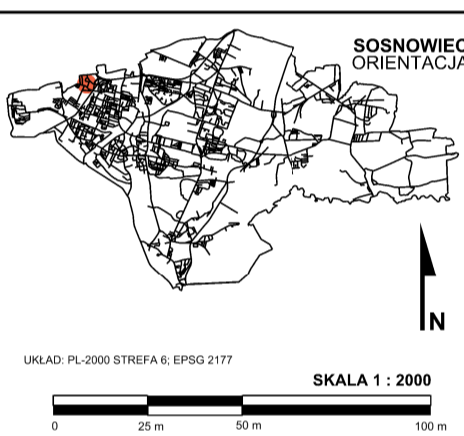 SOSNOWIEC
ORIENTACJA
N
UKŁAD: PL-2000 STREFA 6; EPSG 2177
SKALA 1 : 2000
0 25 m 50 m 100 m